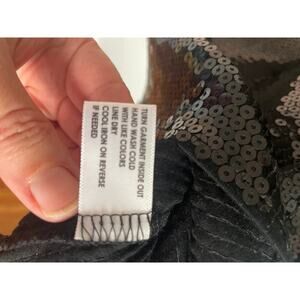 TURN GARMENT INSIDE OUT
HAND WASH COLD
WITH LIKE COLORS
LINE DRY
COOL IRON ON REVERSE
IF NEEDED